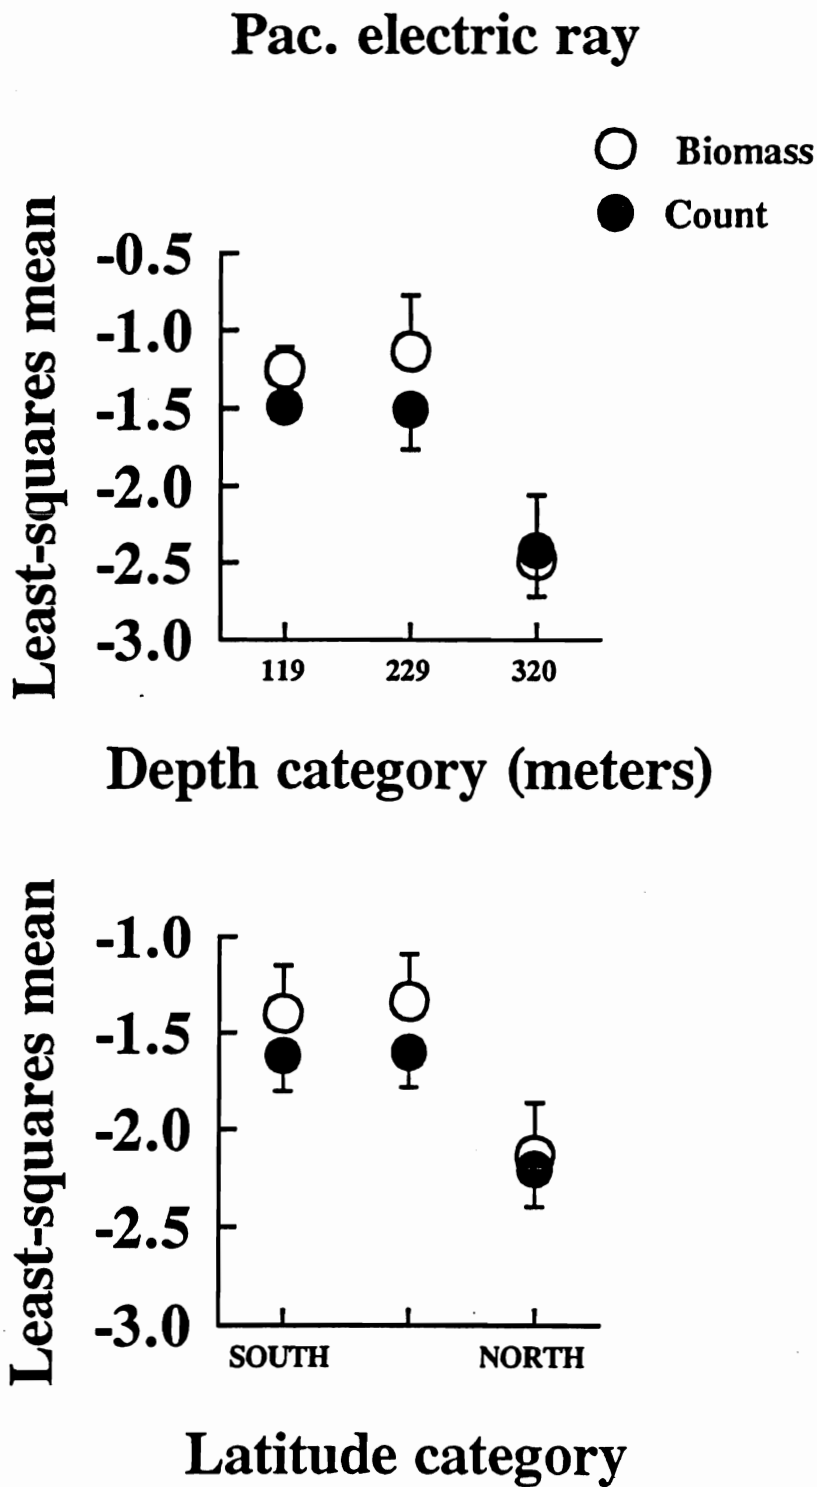 Pac. electric ray
Biomass
Count
Least-squares mean
-0.5
-1.0
-1.5
-2.0
-2.5
-3.0
119 229 320
Depth category (meters)
Least-squares mean
-1.0
-1.5
-2.0
-2.5
-3.0
SOUTH NORTH
Latitude category